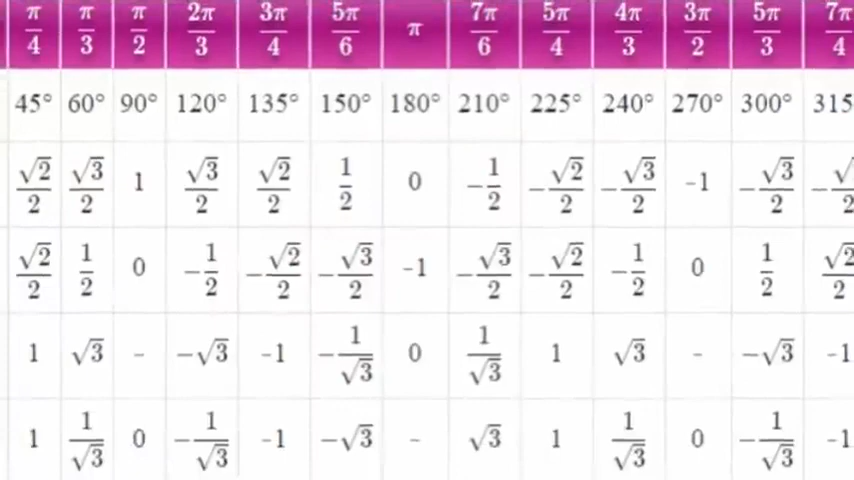 π/4 π/3 π/2 2π/3 3π/4 5π/6 π 7π/6 5π/4 4π/3 3π/2 5π/3 7π/4
45° 60° 90° 120° 135° 150° 180° 210° 225° 240° 270° 300° 315
√2/2 √3/2 1 √3/2 √2/2 1/2 0 -1/2 -√2/2 -√3/2 -1 -√3/2
√2/2 1/2 0 -1/2 -√2/2 -√3/2 -1 -√3/2 -√2/2 -1/2 0 1/2 √2/2
1 √3 - -√3 -1 -1/√3 0 1/√3 1 √3 - -√3 -1
1 1/√3 0 -1/√3 -1 -√3 - √3 1 1/√3 0 -1/√3 -1